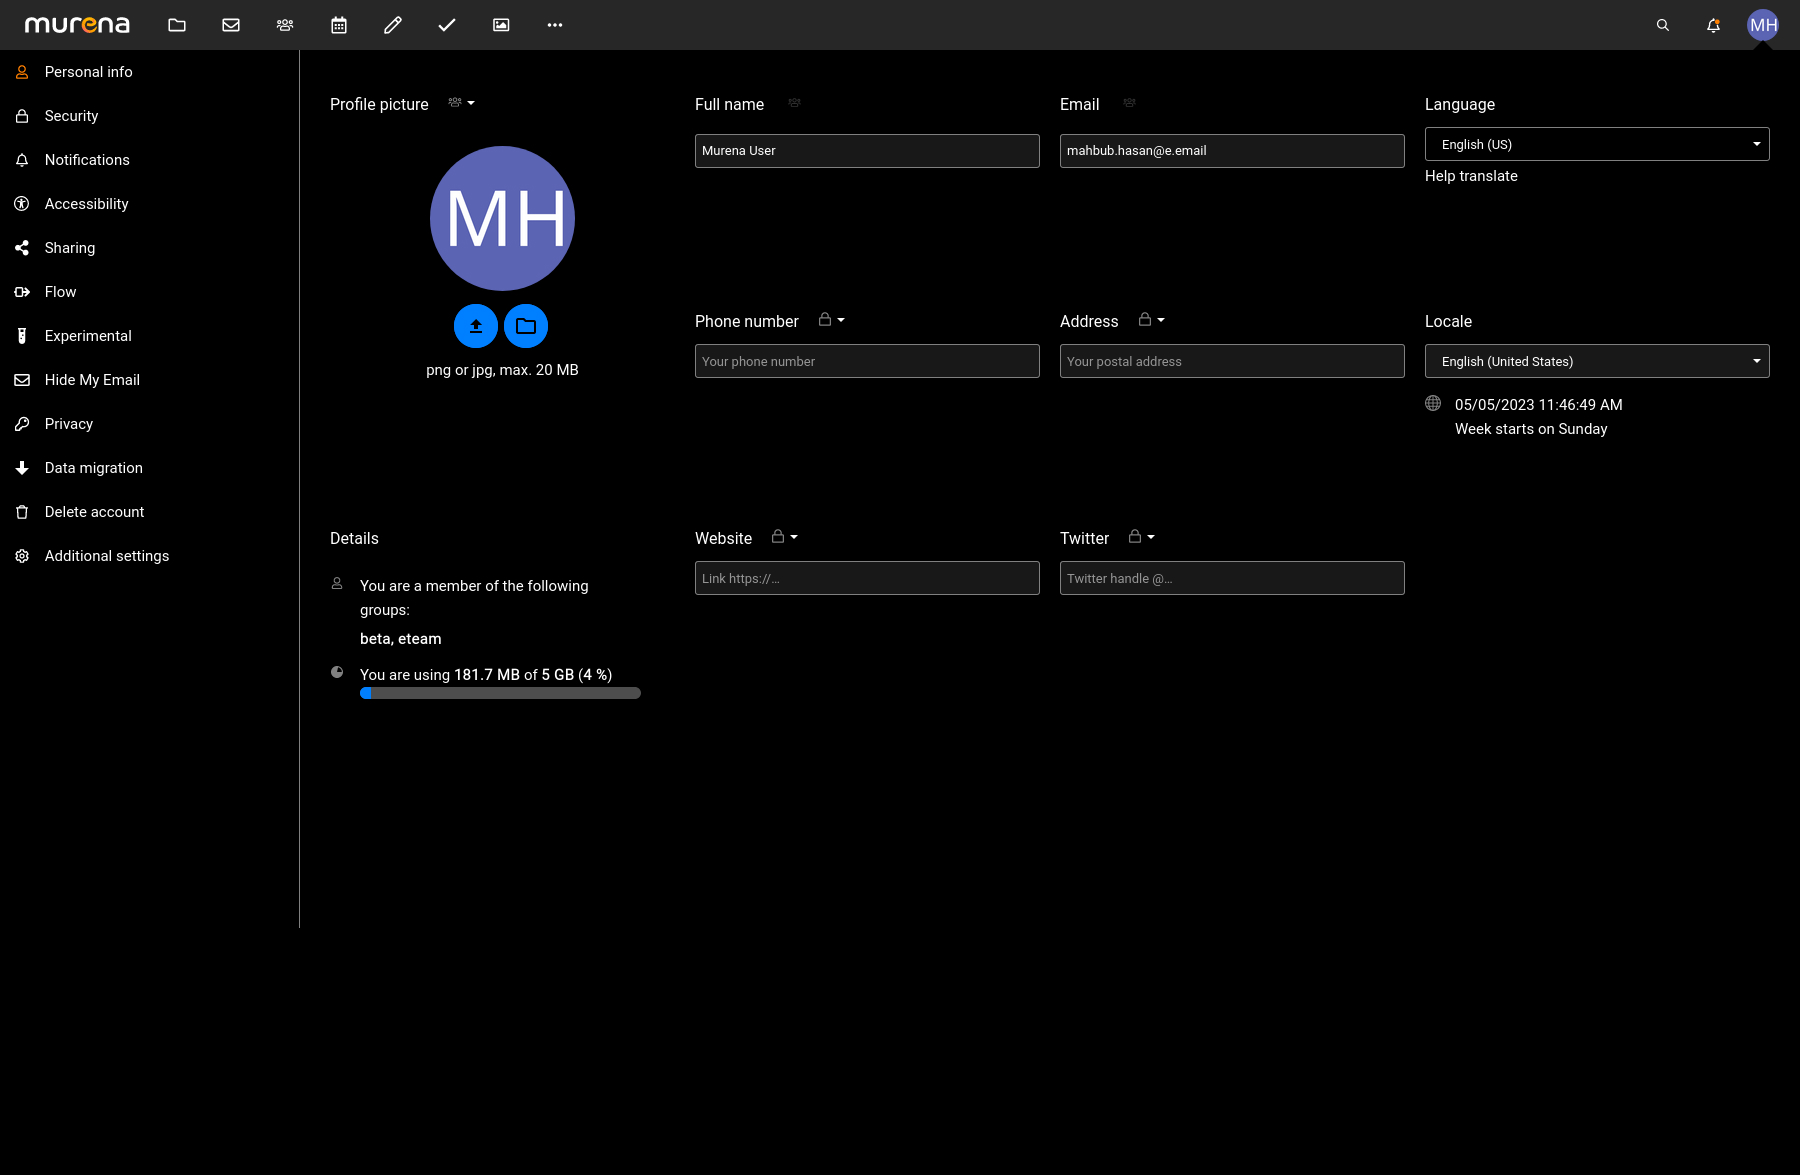 murena
MH
Personal info
Security
Notifications
Accessibility
Sharing
Flow
Experimental
Hide My Email
Privacy
Data migration
Delete account
Additional settings
Profile picture
MH
png or jpg, max. 20 MB
Full name
Murena User
Email
mahbub.hasan@e.email
Language
English (US)
Help translate
Phone number
Your phone number
Address
Your postal address
Locale
English (United States)
05/05/2023 11:46:49 AM
Week starts on Sunday
Details
You are a member of the following
groups:
beta, eteam
You are using 181.7 MB of 5 GB (4 %)
Website
Link https://…
Twitter
Twitter handle @…